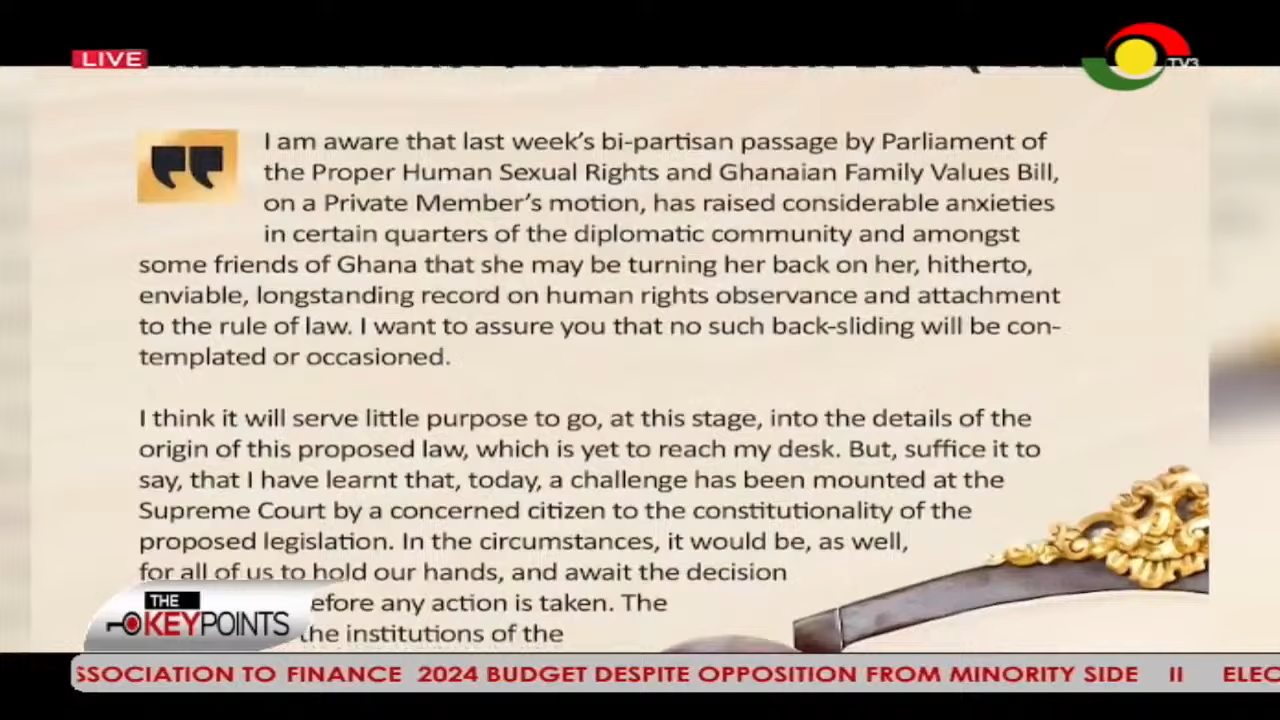 LIVE
TV3
I am aware that last week's bi-partisan passage by Parliament of
the Proper Human Sexual Rights and Ghanaian Family Values Bill,
on a Private Member's motion, has raised considerable anxieties
in certain quarters of the diplomatic community and amongst
some friends of Ghana that she may be turning her back on her, hitherto,
enviable, longstanding record on human rights observance and attachment
to the rule of law. I want to assure you that no such back-sliding will be con-
templated or occasioned.
I think it will serve little purpose to go, at this stage, into the details of the
origin of this proposed law, which is yet to reach my desk. But, suffice it to
say, that I have learnt that, today, a challenge has been mounted at the
Supreme Court by a concerned citizen to the constitutionality of the
proposed legislation. In the circumstances, it would be, as well,
for all of us to hold our hands, and await the decision
efore any action is taken. The
the institutions of the
THE
KEYPOINTS
SSOCIATION TO FINANCE 2024 BUDGET DESPITE OPPOSITION FROM MINORITY SIDE II ELEC